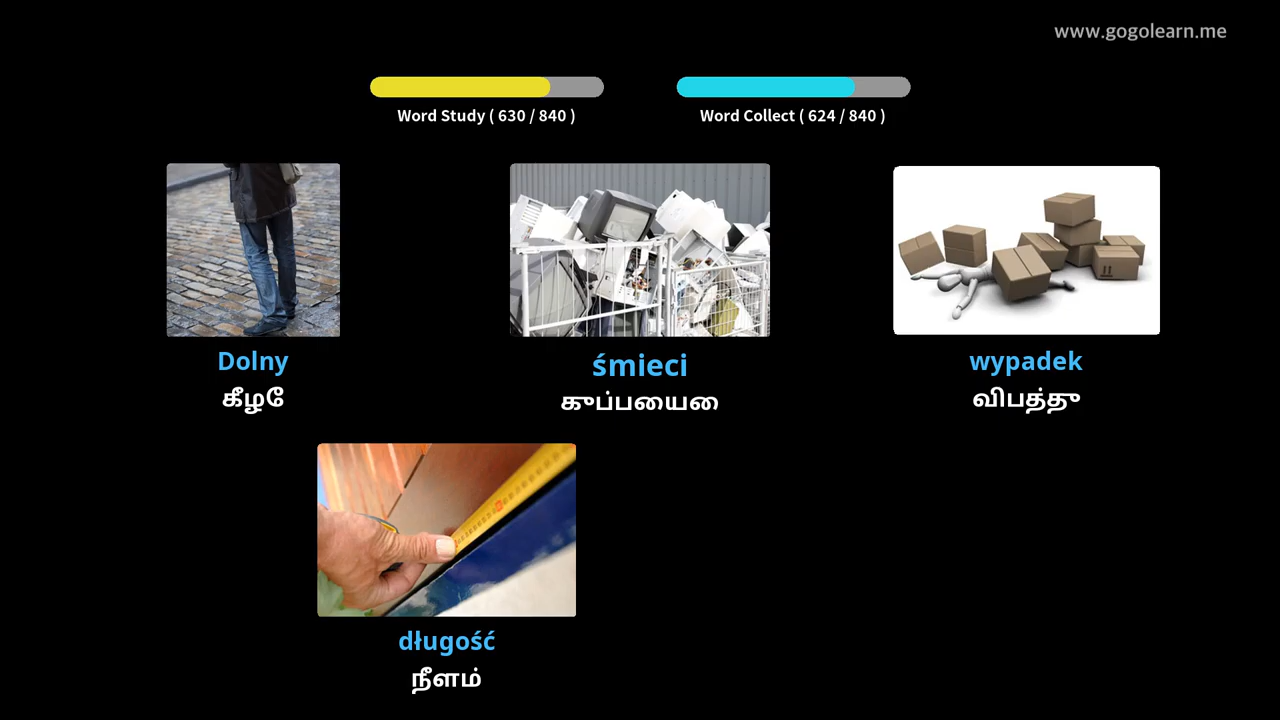 www.gogolearn.me
Word Study ( 630 / 840 )
Word Collect ( 624 / 840 )
Dolny
கீழே
śmieci
குப்பையை
wypadek
விபத்து
długość
நீளம்